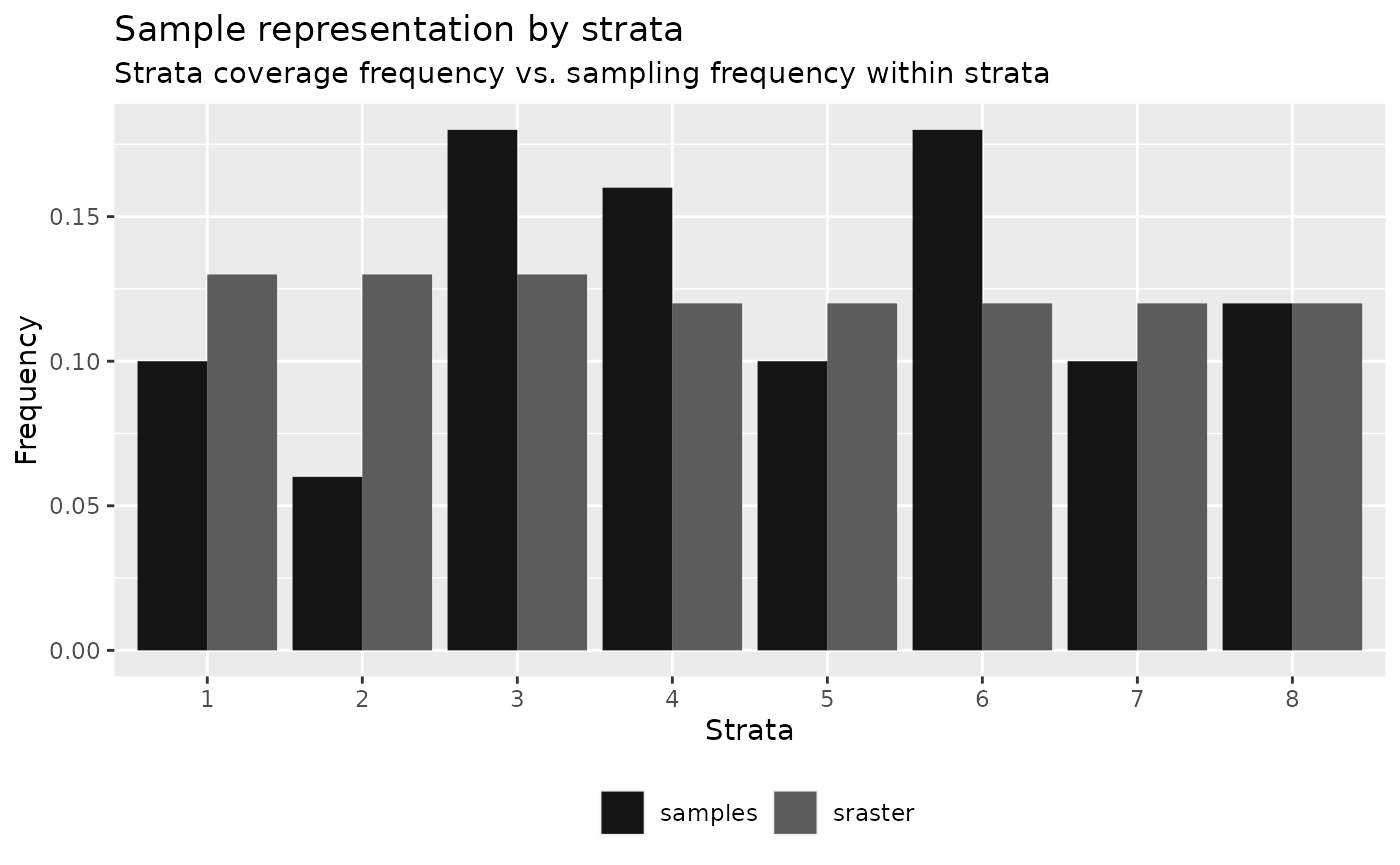 Sample representation by strata
Strata coverage frequency vs. sampling frequency within strata
Frequency
0.15
0.10
0.05
0.00
1 2 3 4 5 6 7 8
Strata
samples sraster